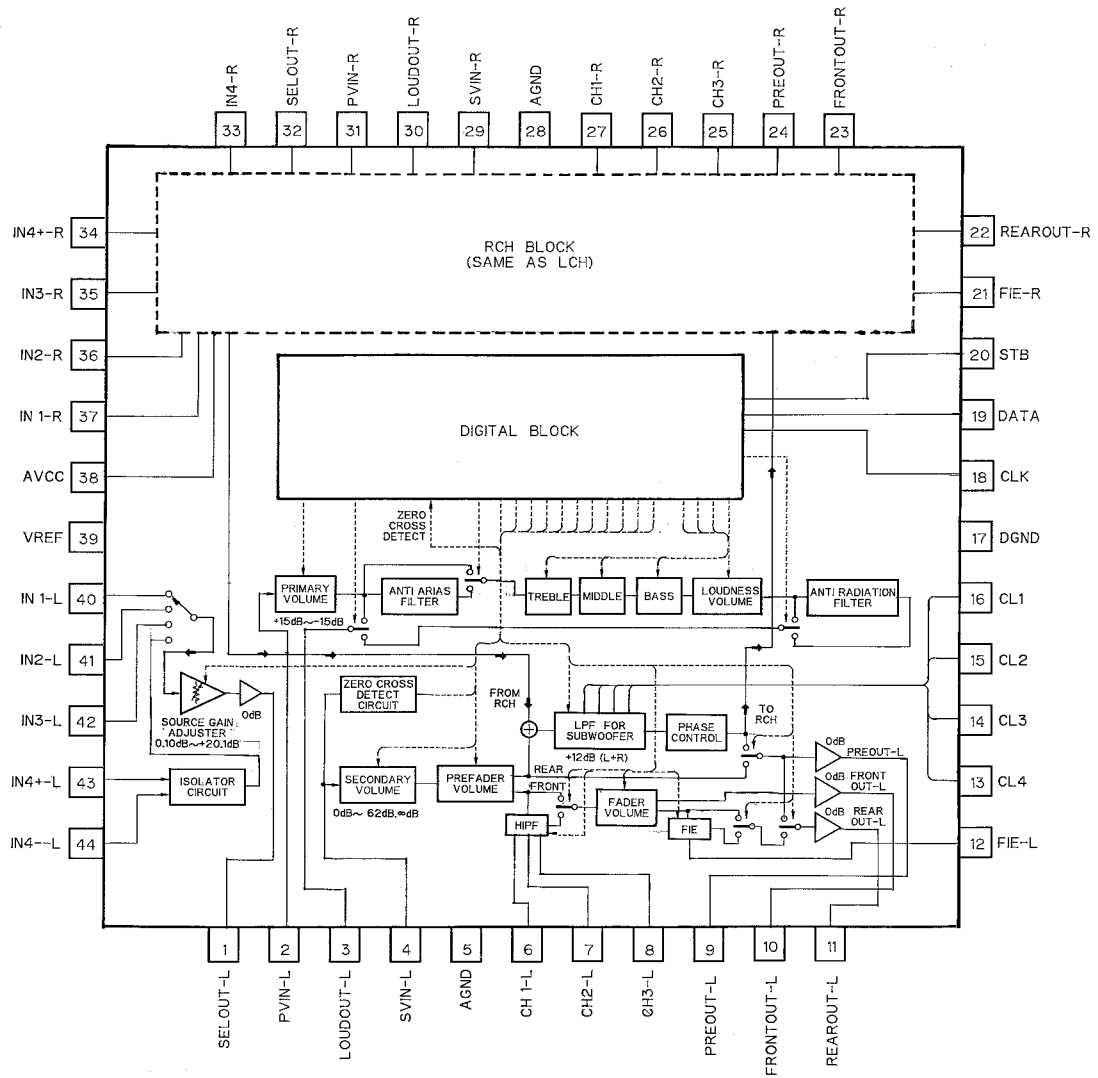 IN4-R
SELOUT-R
PVIN-R
LOUDOUT-R
SVIN-R
AGND
CH1-R
CH2-R
CH3-R
PREOUT-R
FRONTOUT-R
33
32
31
30
29
28
27
26
25
24
23
IN4+-R 34
22 REAROUT-R
RCH BLOCK
(SAME AS LCH)
IN3-R 35
21 FIE-R
IN2-R 36
20 STB
IN 1-R 37
19 DATA
DIGITAL BLOCK
AVCC 38
18 CLK
VREF 39
17 DGND
ZERO
CROSS
DETECT
IN 1-L 40
16 CL1
PRIMARY
VOLUME
+15dB~-15dB
ANTI ARIAS
FILTER
TREBLE
MIDDLE
BASS
LOUDNESS
VOLUME
ANTI RADIATION
FILTER
IN2-L 41
15 CL2
SOURCE GAIN
ADJUSTER
0,10dB~+20,1dB
0dB
ZERO CROSS
DETECT
CIRCUIT
FROM
RCH
LPF FOR
SUBWOOFER
+12dB (L+R)
PHASE
CONTROL
TO
RCH
IN3-L 42
14 CL3
0dB
PREOUT-L
IN4+-L 43
13 CL4
ISOLATOR
CIRCUIT
SECONDARY
VOLUME
0dB~ 62dB,∞dB
PREFADER
VOLUME
REAR
FRONT
HIPF
FADER
VOLUME
FIE
0dB FRONT
OUT-L
0dB REAR
OUT-L
IN4--L 44
12 FIE-L
1
2
3
4
5
6
7
8
9
10
11
SELOUT-L
PVIN-L
LOUDOUT-L
SVIN-L
AGND
CH 1-L
CH2-L
CH3-L
PREOUT-L
FRONTOUT-L
REAROUT-L